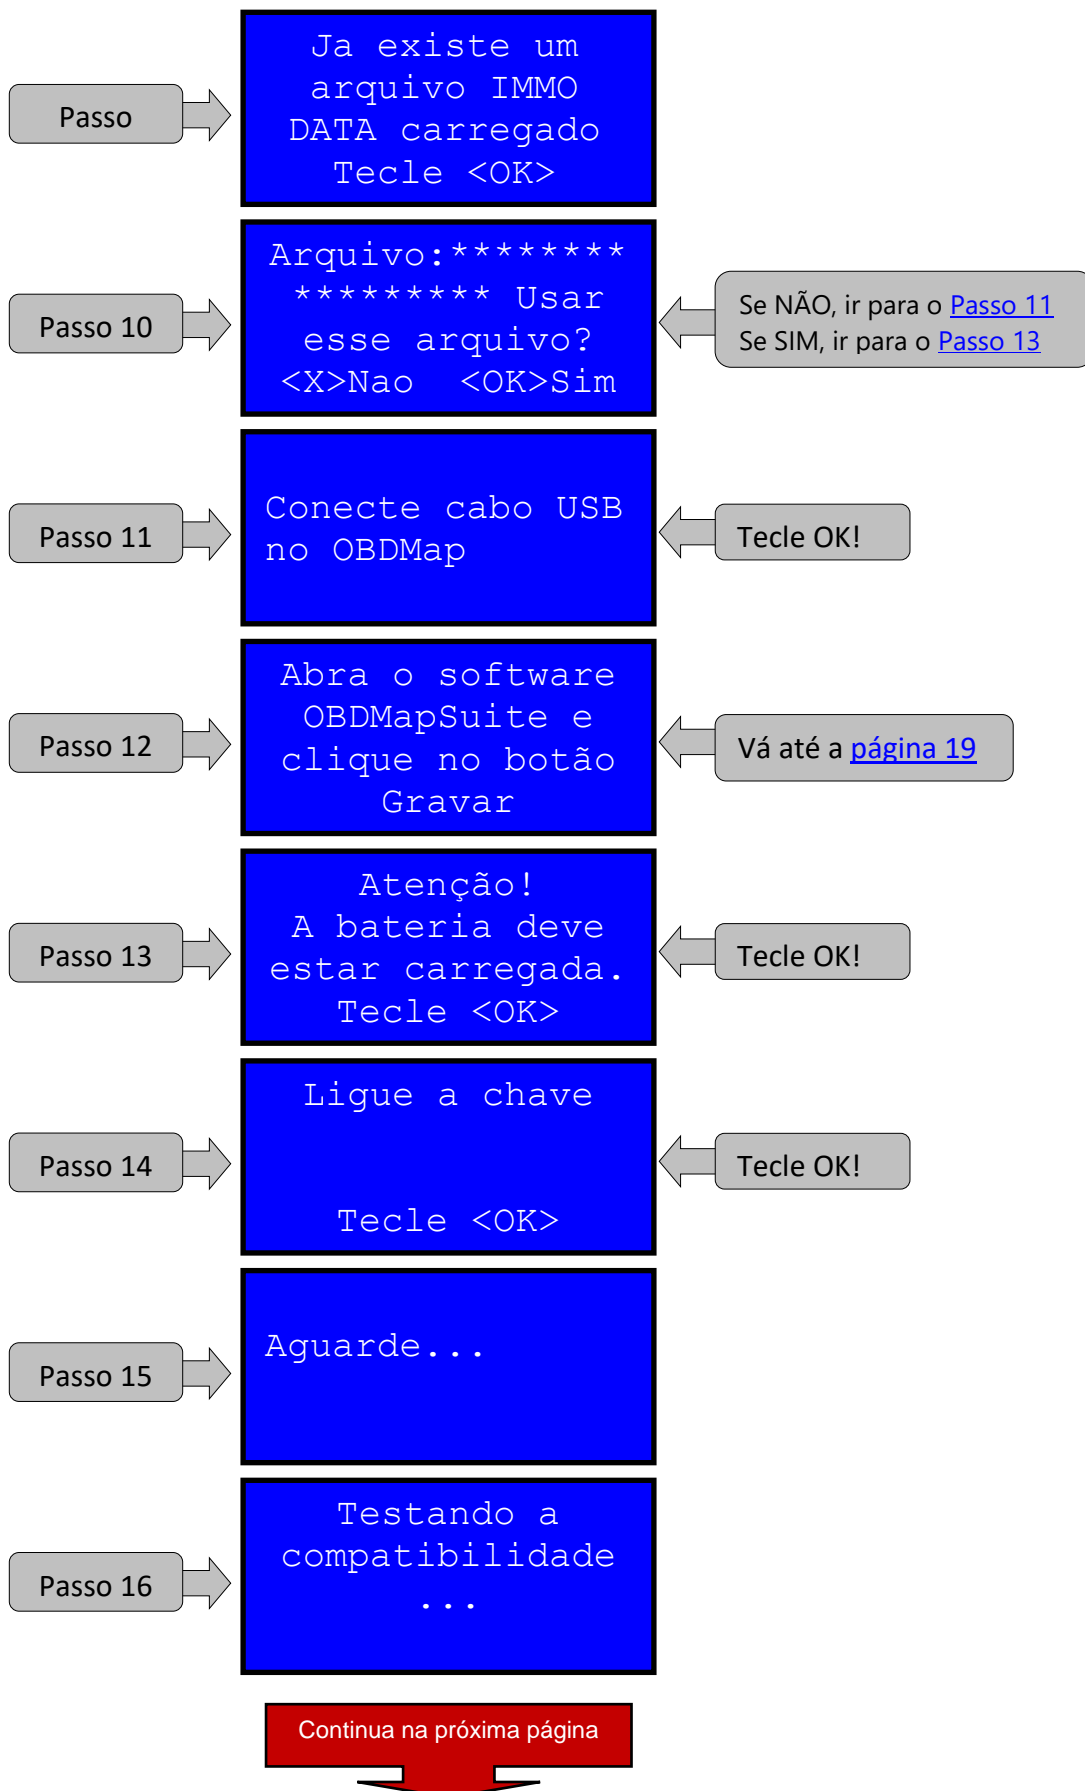 Passo
Ja existe um
arquivo IMMO
DATA carregado
Tecle <OK>
Passo 10
Arquivo:********
********* Usar
esse arquivo?
<X>Nao <OK>Sim
Se NÃO, ir para o Passo 11
Se SIM, ir para o Passo 13
Passo 11
Conecte cabo USB
no OBDMap
Tecle OK!
Passo 12
Abra o software
OBDMapSuite e
clique no botão
Gravar
Vá até a página 19
Passo 13
Atenção!
A bateria deve
estar carregada.
Tecle <OK>
Tecle OK!
Passo 14
Ligue a chave
Tecle <OK>
Tecle OK!
Passo 15
Aguarde...
Passo 16
Testando a
compatibilidade
...
Continua na próxima página